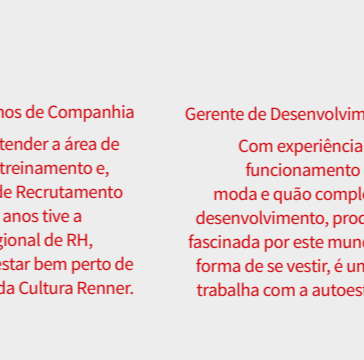 nos de Companhia
tender a área de
treinamento e,
de Recrutamento
anos tive a
gional de RH,
estar bem perto de
da Cultura Renner.
Gerente de Desenvolvim
Com experiência
funcionamento
moda e quão compl
desenvolvimento, proc
fascinada por este mun
forma de se vestir, é un
trabalha com a autoest